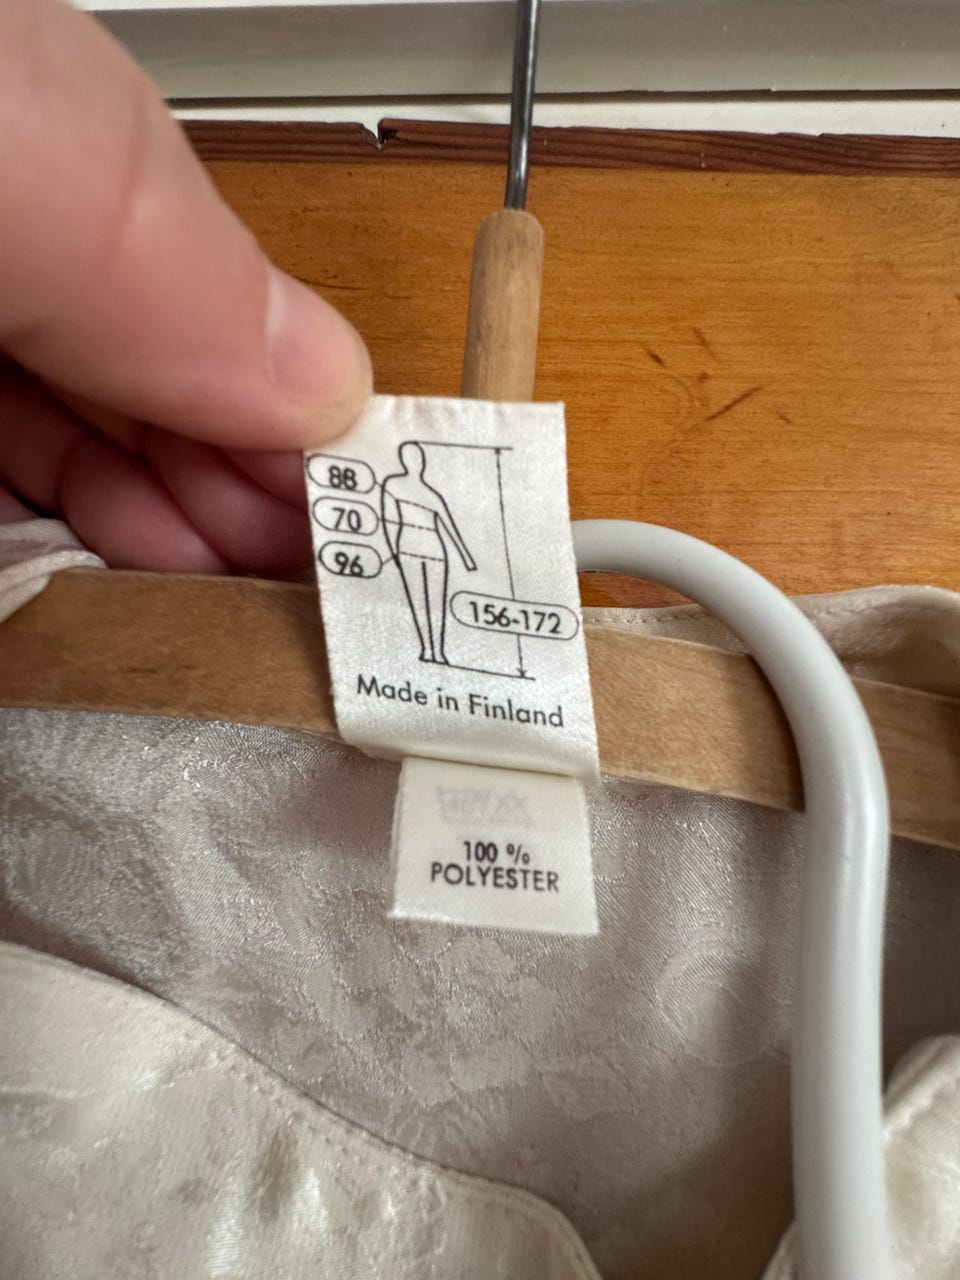 88
70
96
156-172
Made in Finland
100 %
POLYESTER